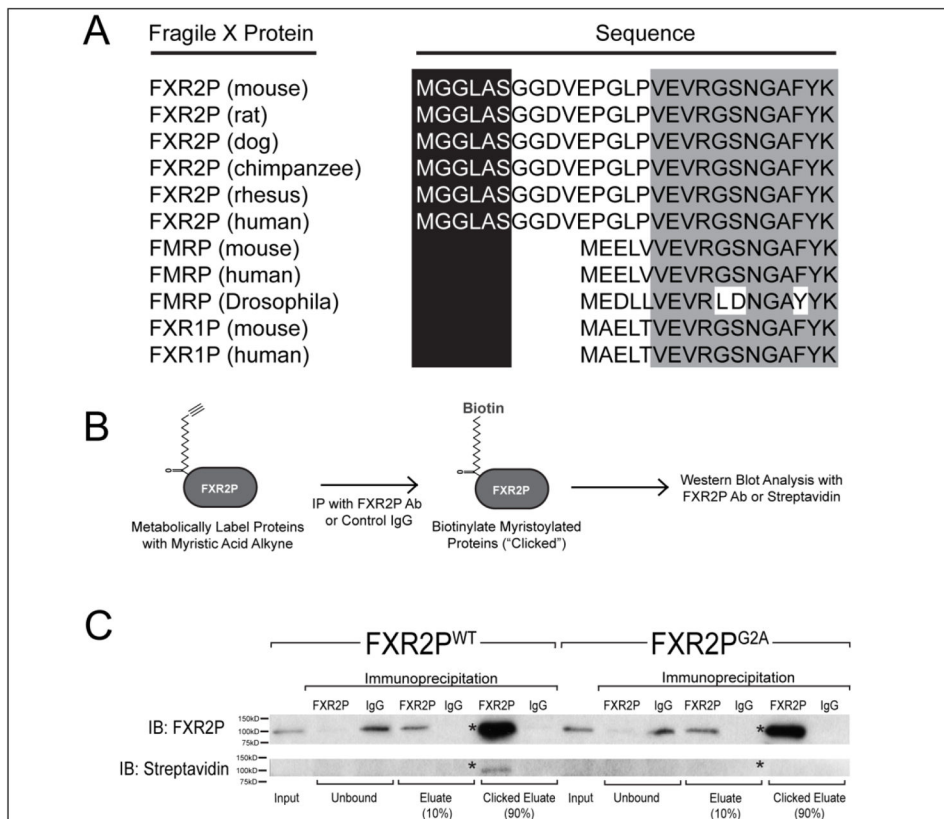 A
Fragile X Protein Sequence
FXR2P (mouse) MGGLASGGDVEPGLPVEVRGSNGAFYK
FXR2P (rat) MGGLASGGDVEPGLPVEVRGSNGAFYK
FXR2P (dog) MGGLASGGDVEPGLPVEVRGSNGAFYK
FXR2P (chimpanzee) MGGLASGGDVEPGLPVEVRGSNGAFYK
FXR2P (rhesus) MGGLASGGDVEPGLPVEVRGSNGAFYK
FXR2P (human) MGGLASGGDVEPGLPVEVRGSNGAFYK
FMRP (mouse) MEELVVEVRGSNGAFYK
FMRP (human) MEELVVEVRGSNGAFYK
FMRP (Drosophila) MEDLLVEVRLDNGAYYK
FXR1P (mouse) MAELTVEVRGSNGAFYK
FXR1P (human) MAELTVEVRGSNGAFYK
B
Biotin
O FXR2P
IP with FXR2P Ab
or Control IgG
O FXR2P
Western Blot Analysis with
FXR2P Ab or Streptavidin
Metabolically Label Proteins
with Myristic Acid Alkyne
Biotinylate Myristoylated
Proteins (“Clicked”)
C
FXR2PWT FXR2PG2A
Immunoprecipitation Immunoprecipitation
FXR2P IgG FXR2P IgG FXR2P IgG FXR2P IgG FXR2P IgG FXR2P IgG
IB: FXR2P 150kD 100kD 75kD * *
IB: Streptavidin 150kD 100kD 75kD * *
Input Unbound Eluate (10%) Clicked Eluate (90%) Input Unbound Eluate (10%) Clicked Eluate (90%)